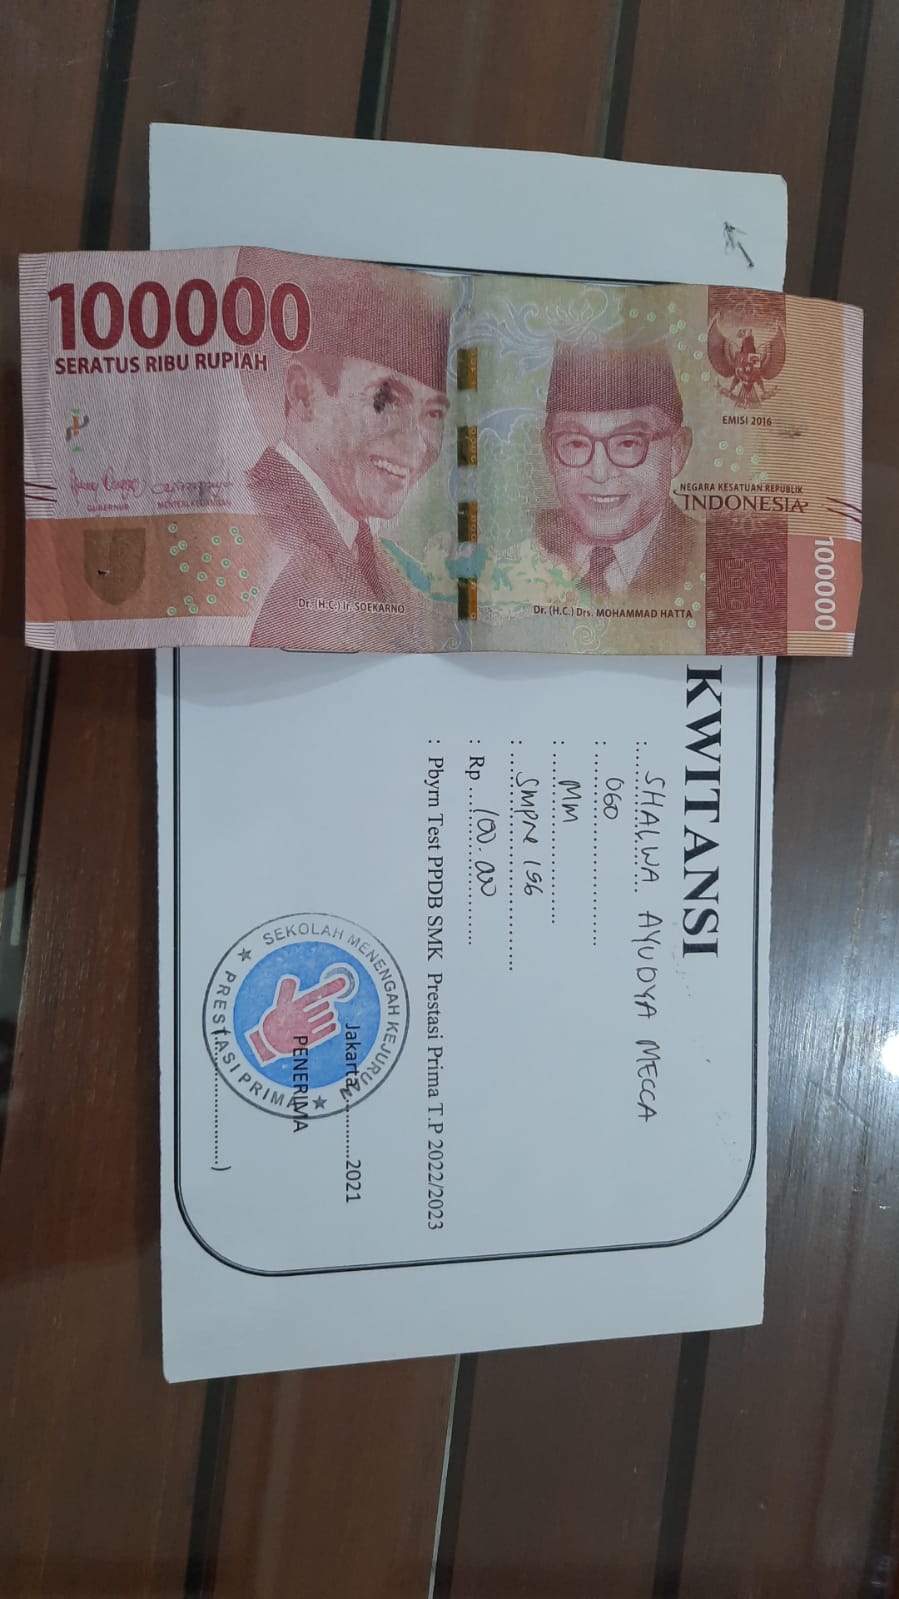 100000
SERATUS RIBU RUPIAH
GUBERNUR
Dr. (H.C.) Ir. SOEKARNO
Dr. (H.C.) Drs. MOHAMMAD HATTA
EMISI 2016
NEGARA KESATUAN REPUBLIK
INDONESIA
100000
KWITANSI
: SHALWA AYUDYA MECCA
: 060
: MM
: SMPN 196
: Rp 100.000
: Pbym Test PPDB SMK Prestasi Prima T.P 2022/2023
Jakarta,............2021
PENERIMA
(........................)
SEKOLAH MENENGAH KEJURUAN
PRESTASI PRIMA